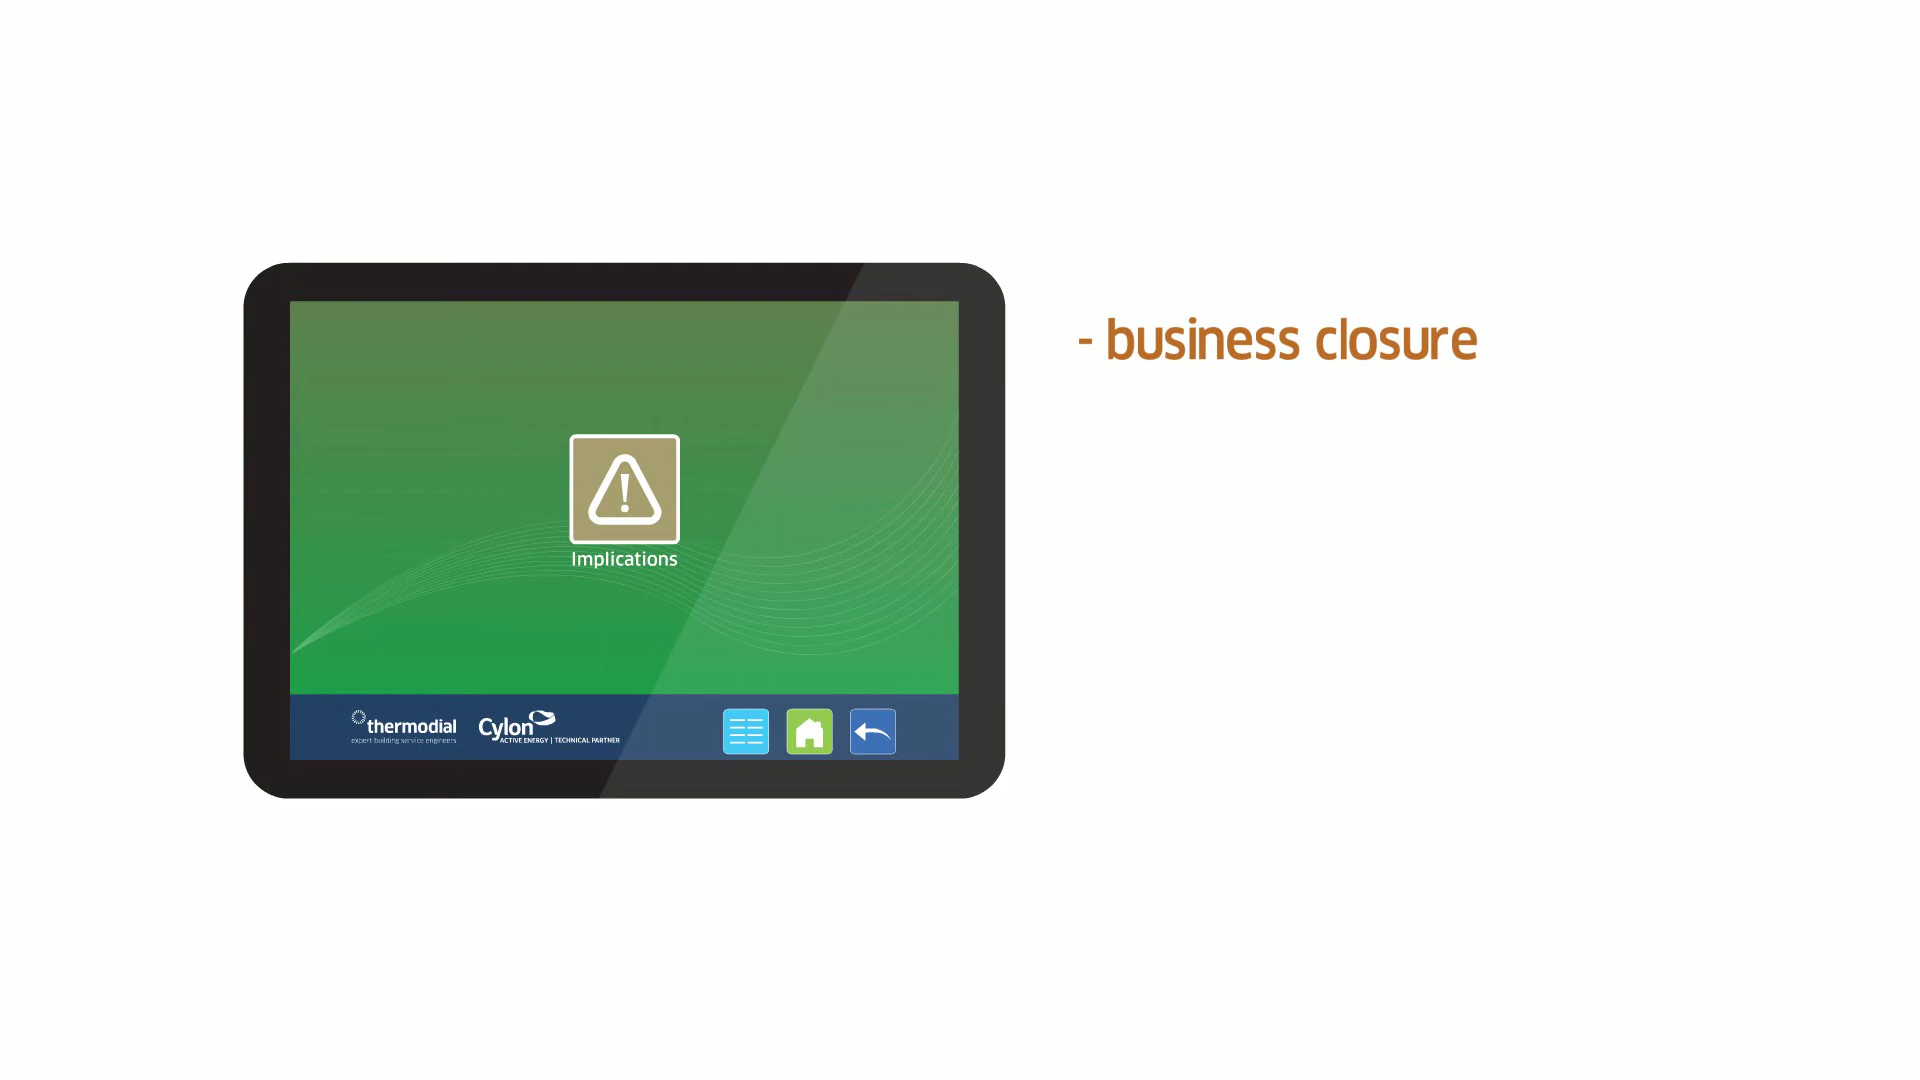 - business closure
Implications
thermodial
expert building service engineers
Cylon
ACTIVE ENERGY | TECHNICAL PARTNER